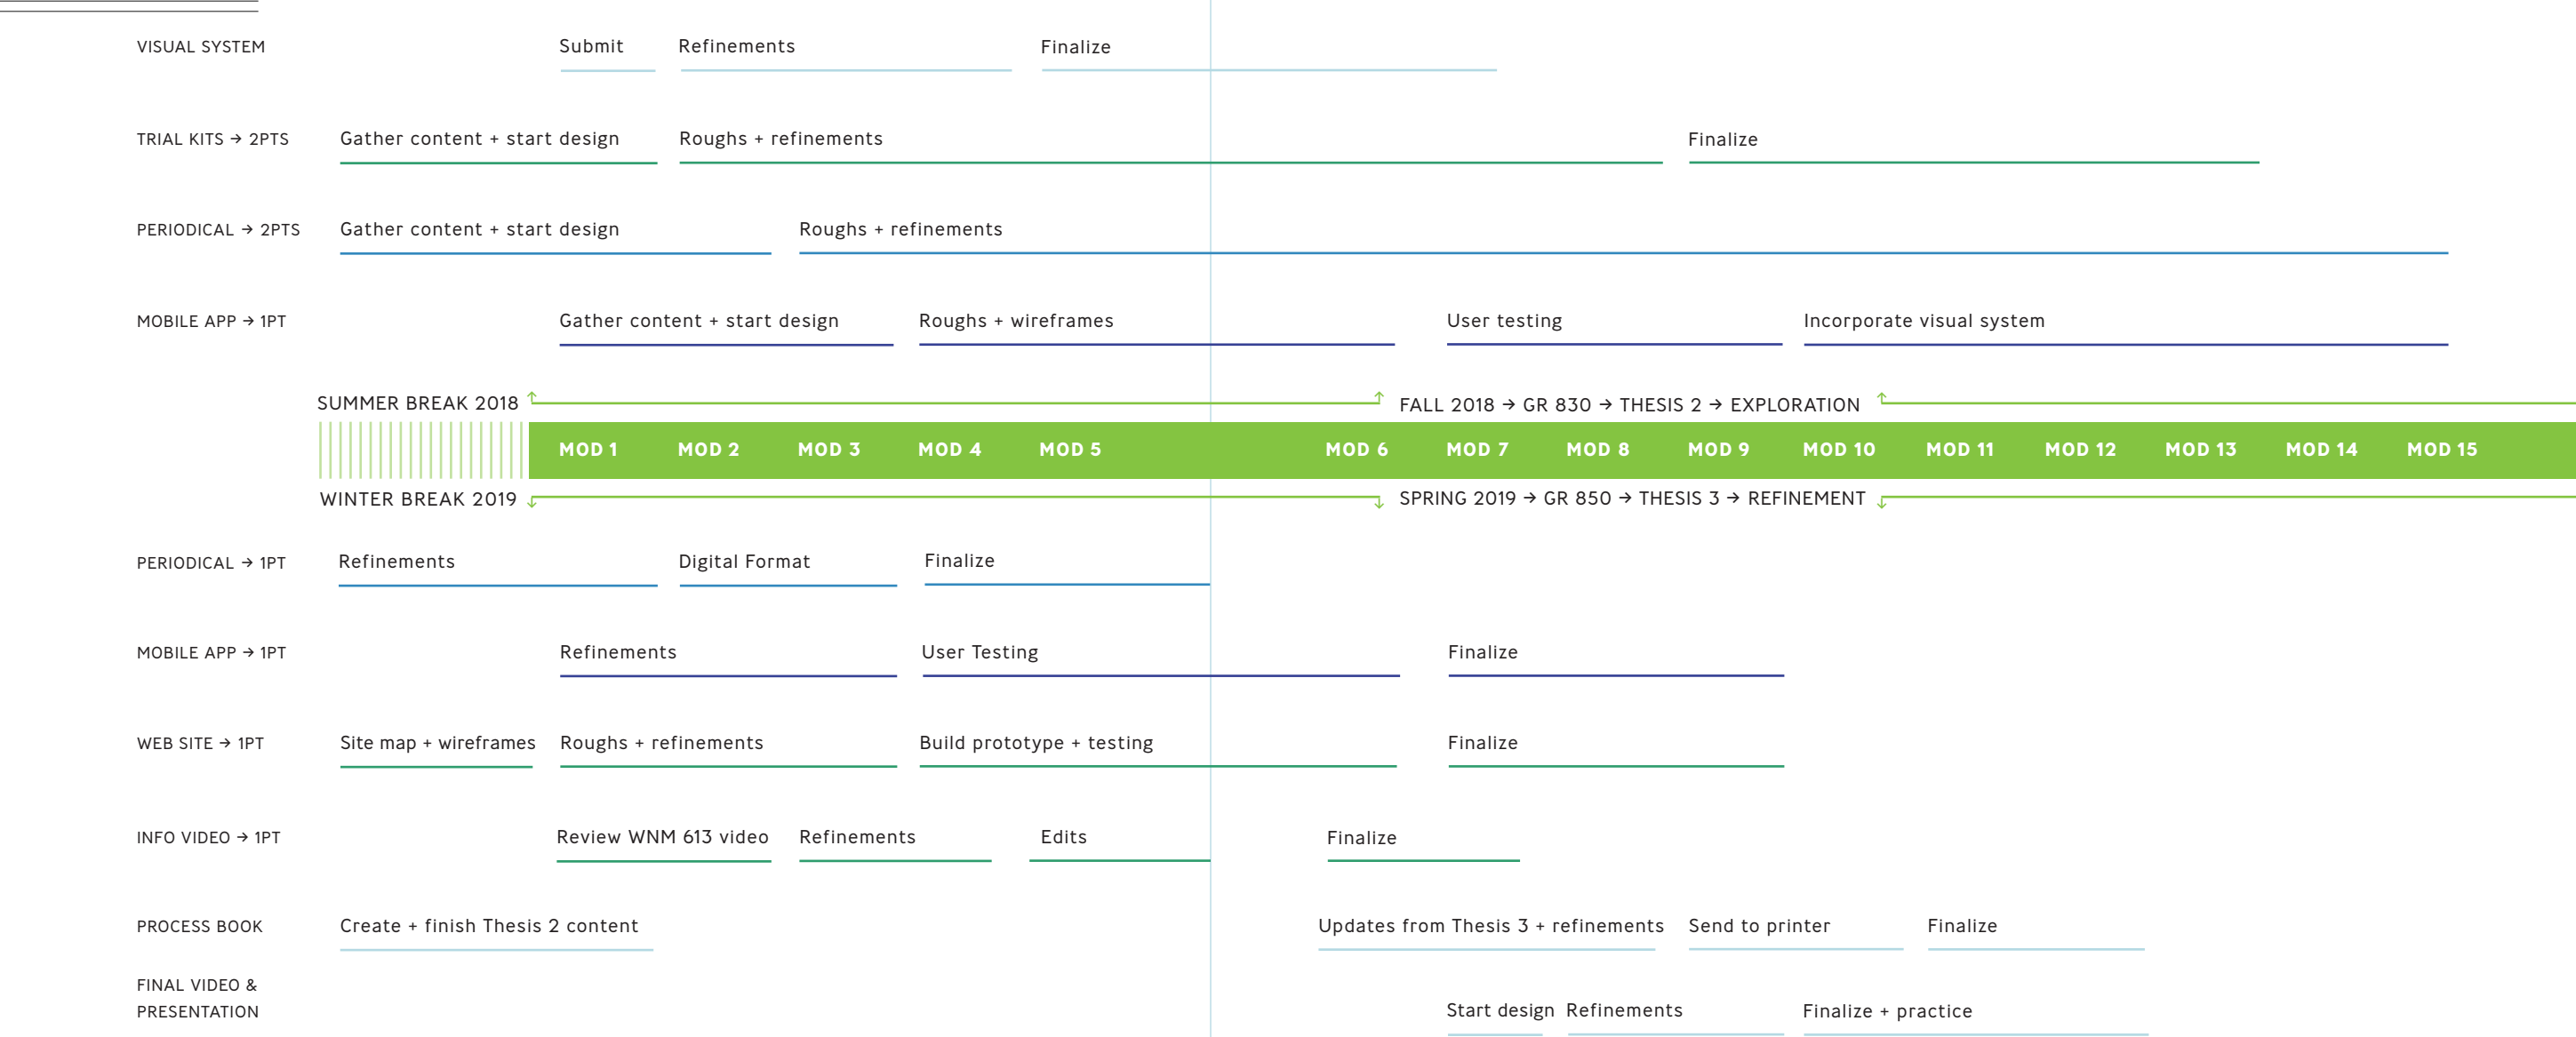 VISUAL SYSTEM Submit Refinements Finalize
TRIAL KITS → 2PTS Gather content + start design Roughs + refinements Finalize
PERIODICAL → 2PTS Gather content + start design Roughs + refinements
MOBILE APP → 1PT Gather content + start design Roughs + wireframes User testing Incorporate visual system
SUMMER BREAK 2018 FALL 2018 → GR 830 → THESIS 2 → EXPLORATION
MOD 1 MOD 2 MOD 3 MOD 4 MOD 5 MOD 6 MOD 7 MOD 8 MOD 9 MOD 10 MOD 11 MOD 12 MOD 13 MOD 14 MOD 15
WINTER BREAK 2019 SPRING 2019 → GR 850 → THESIS 3 → REFINEMENT
PERIODICAL → 1PT Refinements Digital Format Finalize
MOBILE APP → 1PT Refinements User Testing Finalize
WEB SITE → 1PT Site map + wireframes Roughs + refinements Build prototype + testing Finalize
INFO VIDEO → 1PT Review WNM 613 video Refinements Edits Finalize
PROCESS BOOK Create + finish Thesis 2 content Updates from Thesis 3 + refinements Send to printer Finalize
FINAL VIDEO &
PRESENTATION Start design Refinements Finalize + practice